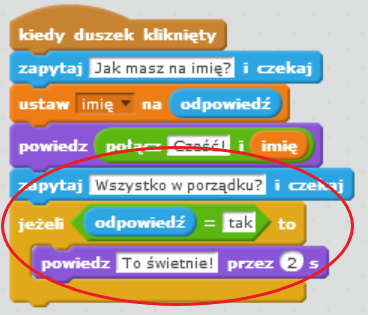 kiedy duszek kliknięty
zapytaj Jak masz na imię? i czekaj
ustaw imię na odpowiedź
powiedz połącz Cześć! i imię
zapytaj Wszystko w porządku? i czekaj
jeżeli odpowiedź = tak to
powiedz To świetnie! przez 2 s